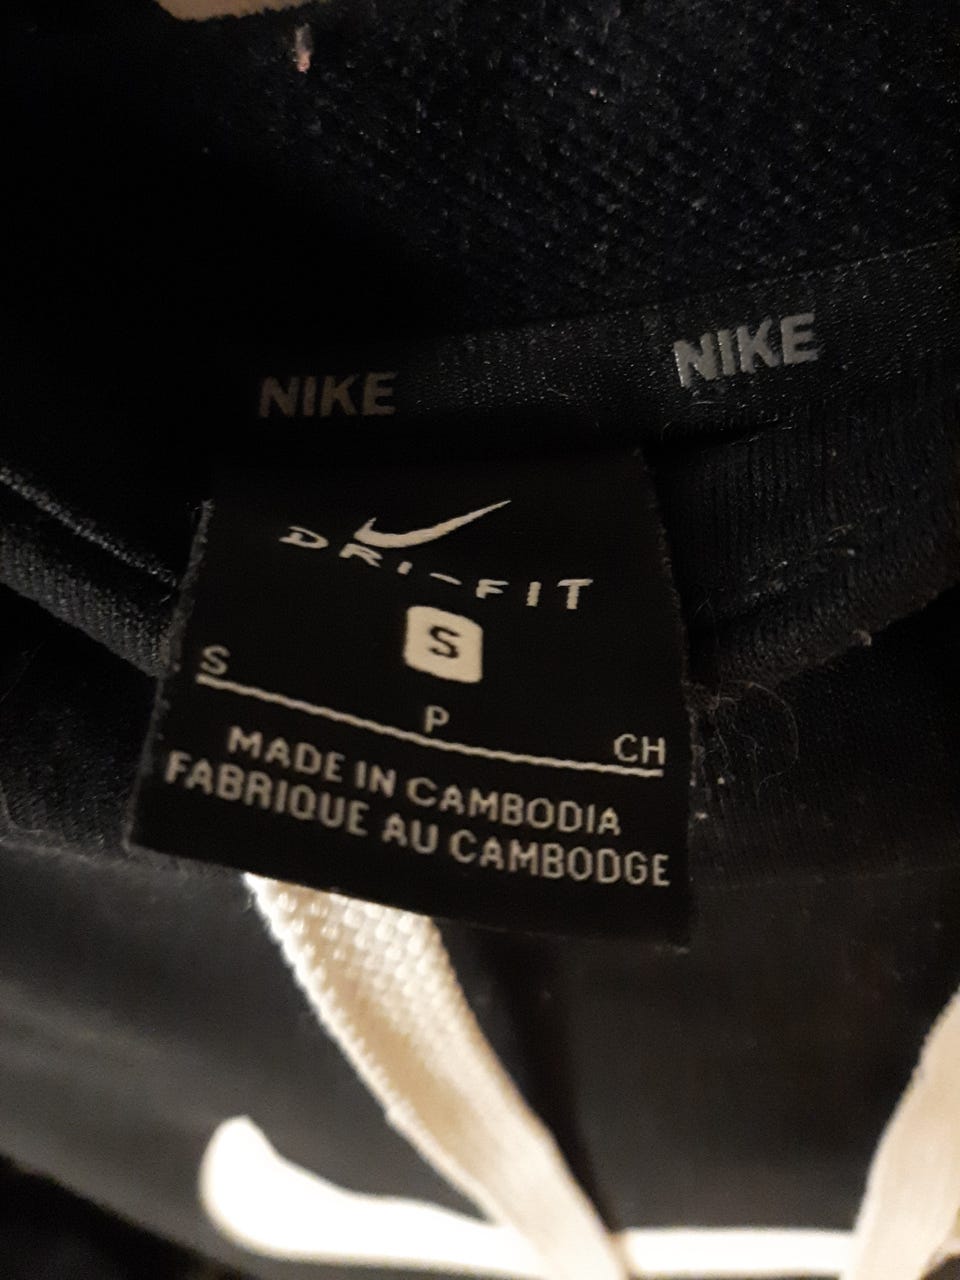 NIKE NIKE
DRI-FIT
S
S P CH
MADE IN CAMBODIA
FABRIQUE AU CAMBODGE